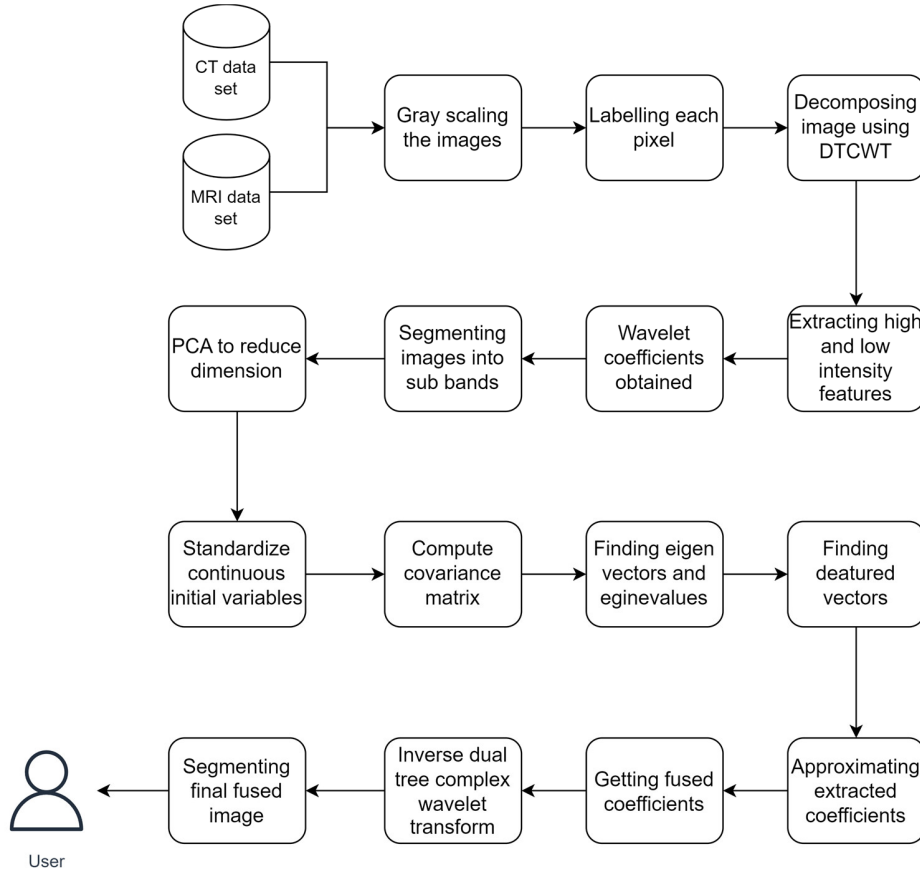 CT data
set
MRI data
set
Gray scaling
the images
Labelling each
pixel
Decomposing
image using
DTCWT
Extracting high
and low
intensity
features
Wavelet
coefficients
obtained
Segmenting
images into
sub bands
PCA to reduce
dimension
Standardize
continuous
initial variables
Compute
covariance
matrix
Finding eigen
vectors and
eginevalues
Finding
deatured
vectors
Approximating
extracted
coefficients
Getting fused
coefficients
Inverse dual
tree complex
wavelet
transform
Segmenting
final fused
image
User